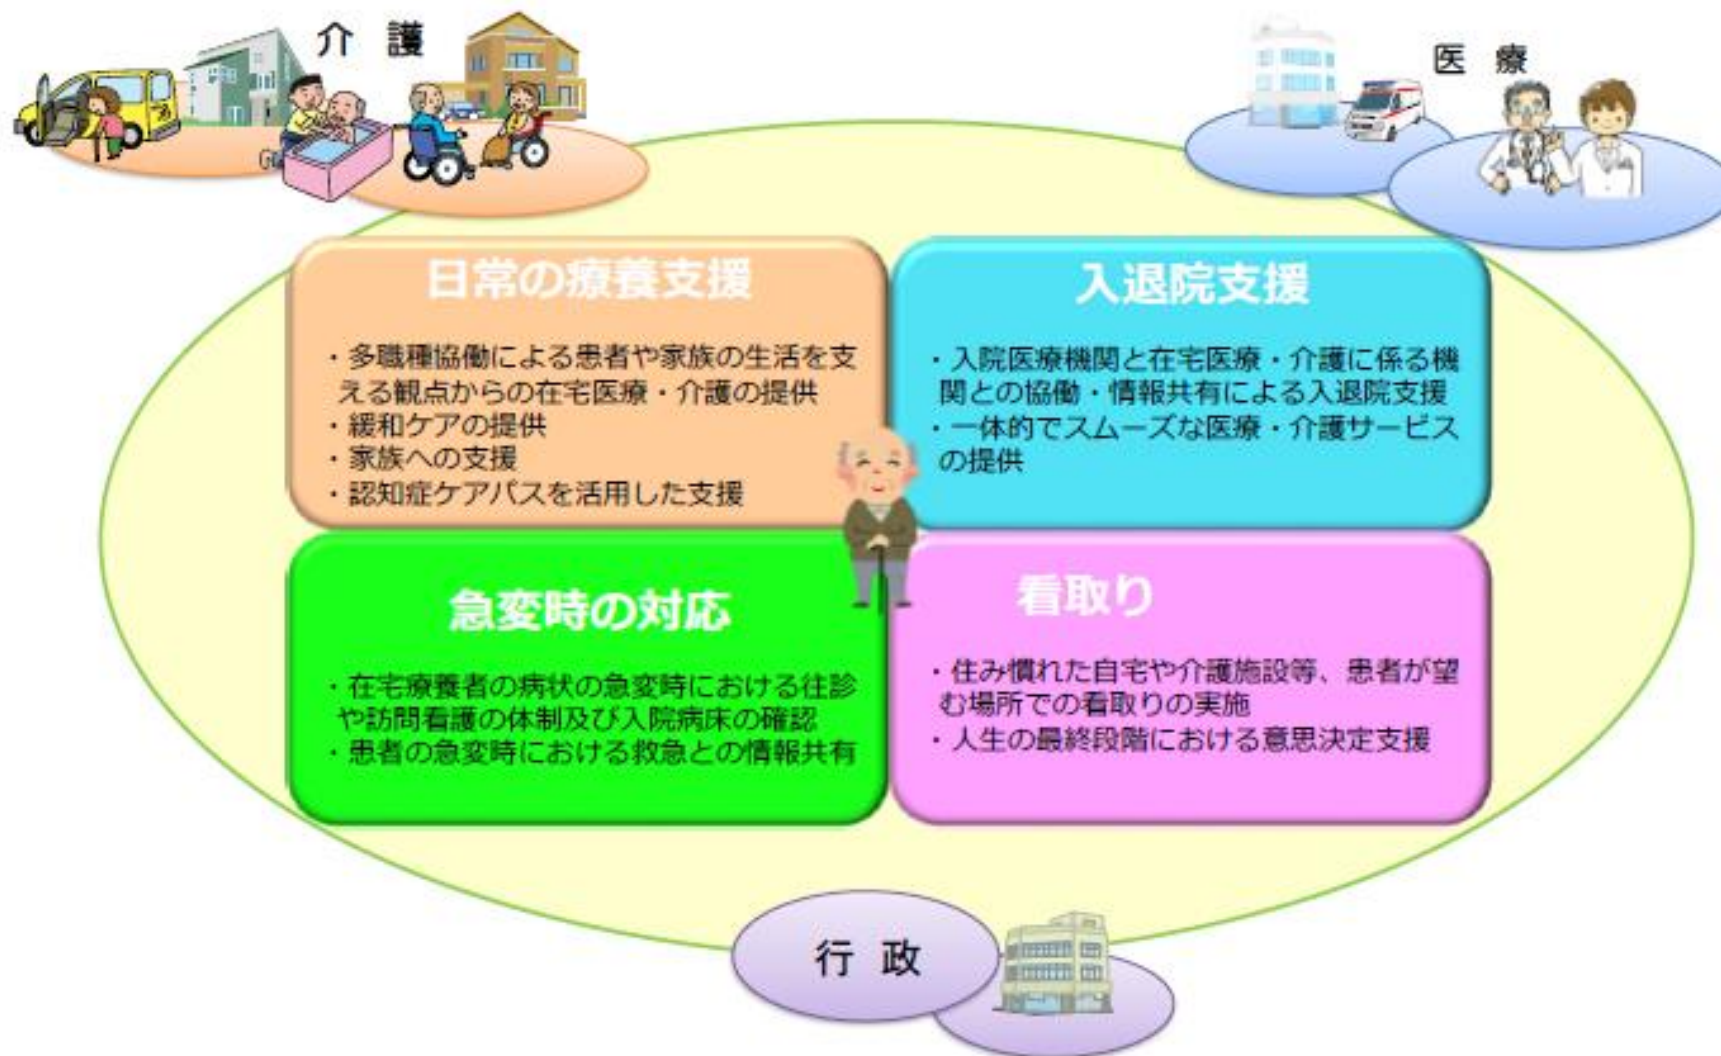 介 護
医 療
日常の療養支援
・多職種協働による患者や家族の生活を支
える観点からの在宅医療・介護の提供
・緩和ケアの提供
・家族への支援
・認知症ケアパスを活用した支援
入退院支援
・入院医療機関と在宅医療・介護に係る機
関との協働・情報共有による入退院支援
・一体的でスムーズな医療・介護サービス
の提供
急変時の対応
・在宅療養者の病状の急変時における往診
や訪問看護の体制及び入院病床の確認
・患者の急変時における救急との情報共有
看取り
・住み慣れた自宅や介護施設等、患者が望
む場所での看取りの実施
・人生の最終段階における意思決定支援
行 政